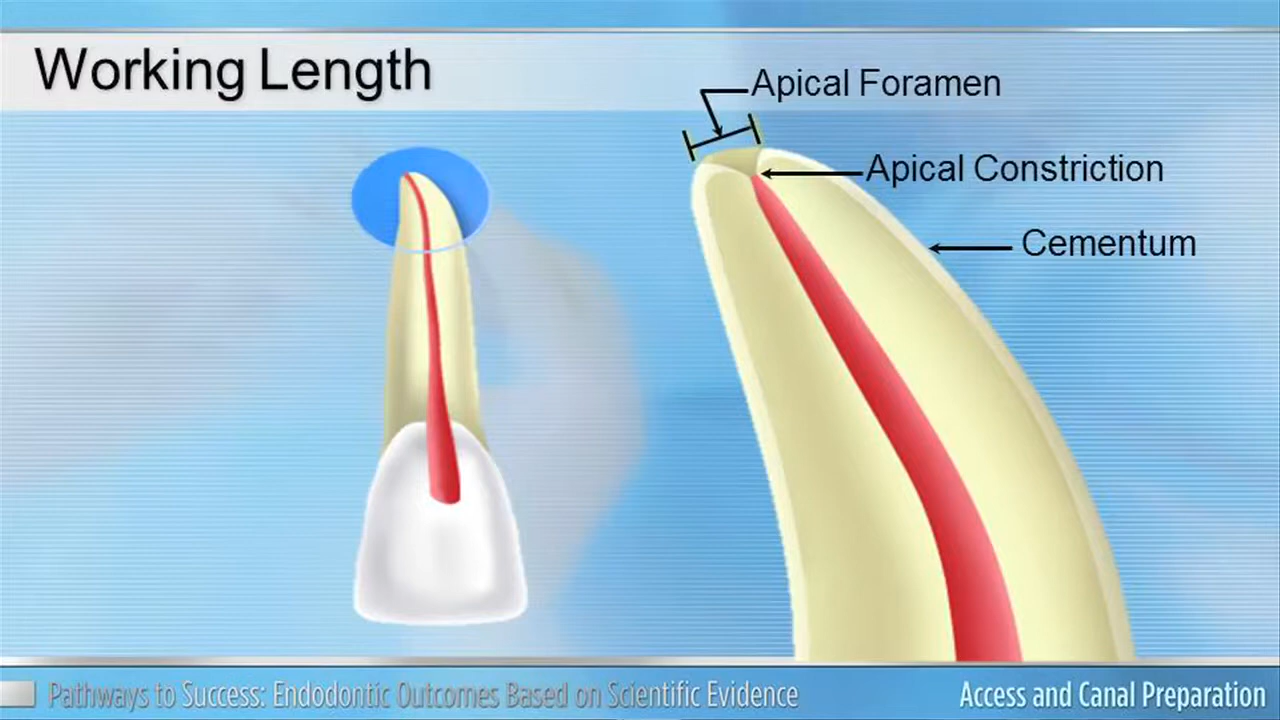 Working Length
Apical Foramen
Apical Constriction
Cementum
Pathways to Success: Endodontic Outcomes Based on Scientific Evidence
Access and Canal Preparation